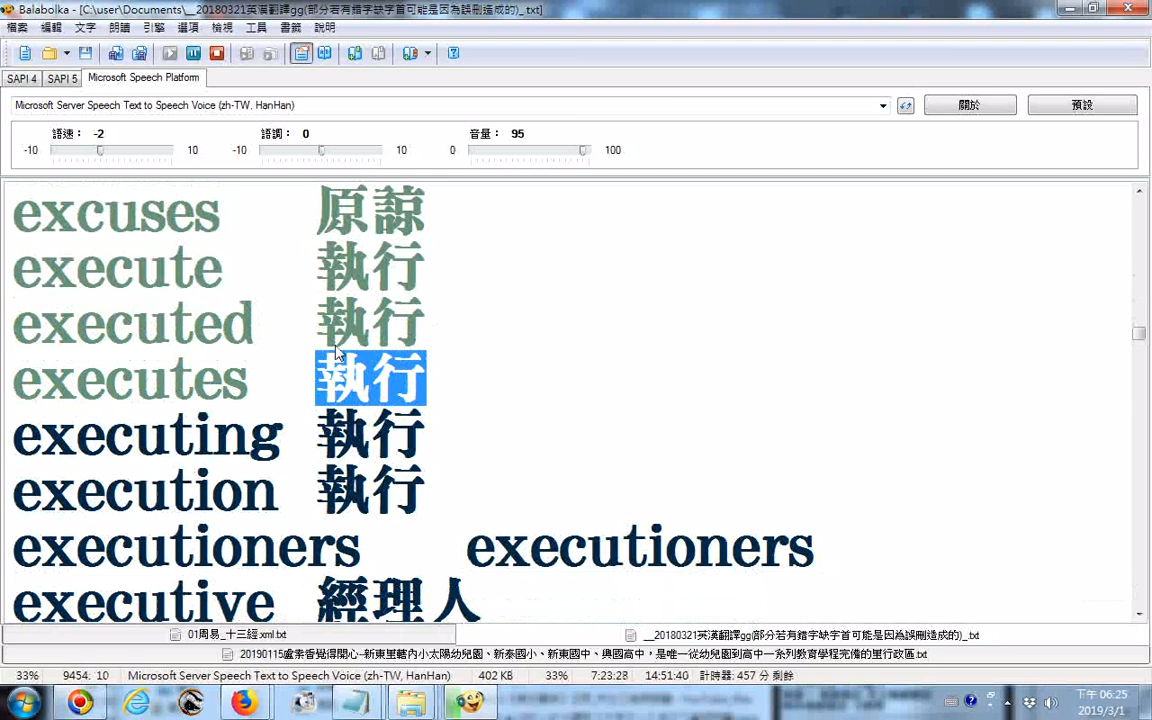 Balabolka - [C:\user\Documents\__20180321英漢翻譯gg(部分若有錯字缺字首可能是因為誤刪造成的)_.txt]
檔案 編輯 文字 朗讀 引擎 選項 檢視 工具 書籤 說明
SAPI 4 SAPI 5 Microsoft Speech Platform
Microsoft Server Speech Text to Speech Voice (zh-TW, HanHan) 關於 預設
語速： -2 語調： 0 音量： 95
-10 10 -10 10 0 100
excuses 原諒
execute 執行
executed 執行
executes 執行
executing 執行
execution 執行
executioners executioners
executive 經理人
01周易_十三經.xml.txt __20180321英漢翻譯gg(部分若有錯字缺字首可能是因為誤刪造成的)_.txt
20190115盧素香覺得開心--新東里轄內小太陽幼兒園、新泰國小、新東國中、興國高中，是唯一從幼兒園到高中一系列教育學程完備的里行政區.txt
33% 9454: 10 Microsoft Server Speech Text to Speech Voice (zh-TW, HanHan) 402 KB 33% 7:23:28 14:51:40 計時器: 457 分 剩餘
下午 06:25
2019/3/1